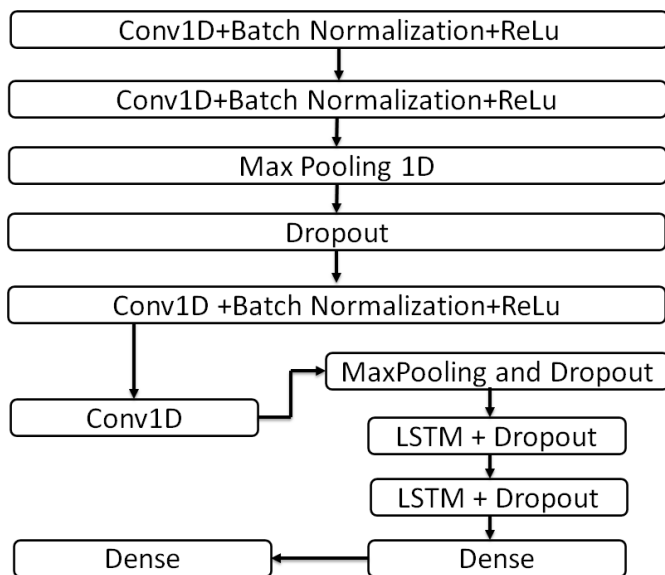 Conv1D+Batch Normalization+ReLu
Conv1D+Batch Normalization+ReLu
Max Pooling 1D
Dropout
Conv1D +Batch Normalization+ReLu
MaxPooling and Dropout
Conv1D
LSTM + Dropout
LSTM + Dropout
Dense
Dense